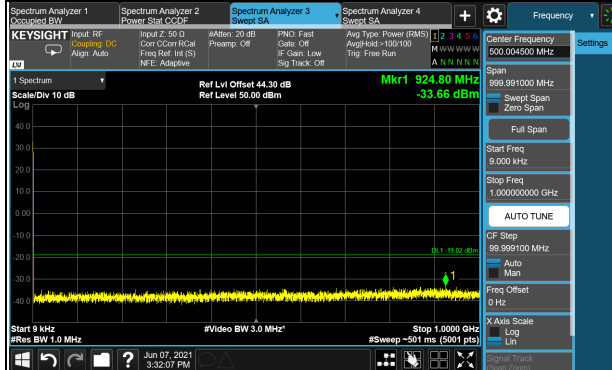 Spectrum Analyzer 1
Occupied BW
Spectrum Analyzer 2
Power Stat CCDF
Spectrum Analyzer 3
Swept SA
Spectrum Analyzer 4
Swept SA
Frequency
KEYSIGHT
Input: RF
Coupling: DC
Align: Auto
Input Z: 50 Ω
Corr CCorr RCal
Freq Ref: Int (S)
NFE: Adaptive
#Atten: 20 dB
Preamp: Off
PNO: Fast
Gate: Off
IF Gain: Low
Sig Track: Off
Avg Type: Power (RMS)
Avg|Hold:>100/100
Trig: Free Run
1 2 3 4 5 6
M W W W W W
A N N N N N
LXI
1 Spectrum
Scale/Div 10 dB
Log
Ref Lvl Offset 44.30 dB
Ref Level 50.00 dBm
Mkr1 924.80 MHz
-33.66 dBm
40.0
30.0
20.0
10.0
0.00
-10.0
-20.0
-30.0
-40.0
DL1 -19.02 dBm
1
Start 9 kHz
#Res BW 1.0 MHz
#Video BW 3.0 MHz*
Stop 1.0000 GHz
#Sweep ~501 ms (5001 pts)
Jun 07, 2021
3:32:07 PM
Settings
Center Frequency
500.004500 MHz
Span
999.991000 MHz
Swept Span
Zero Span
Full Span
Start Freq
9.000 kHz
Stop Freq
1.000000000 GHz
AUTO TUNE
CF Step
99.999100 MHz
Auto
Man
Freq Offset
0 Hz
X Axis Scale
Log
Lin
Signal Track
(Span Zoom)